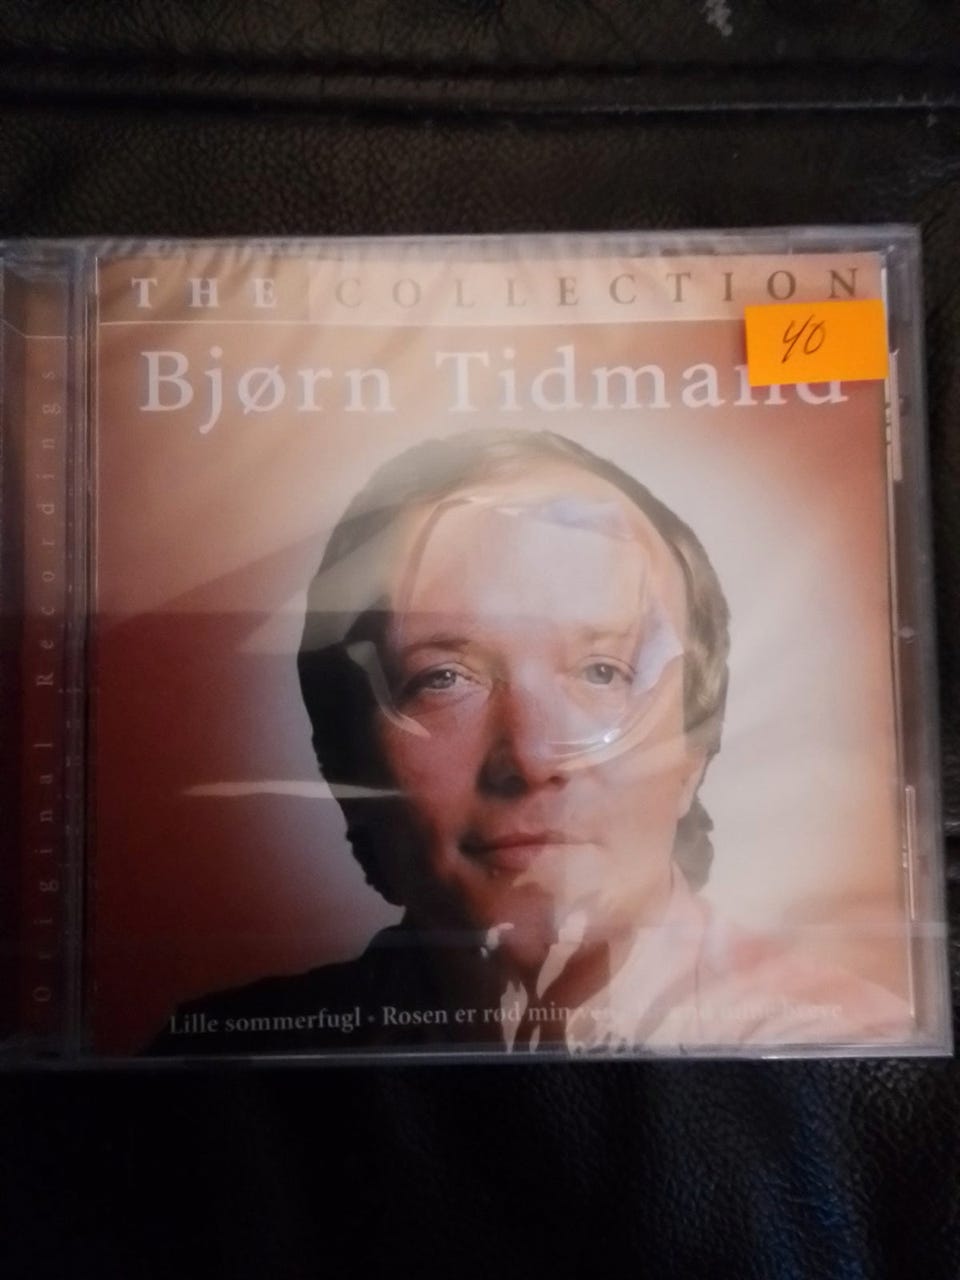 THE COLLECTION
40
Bjørn Tidmand
Original Recordings
Lille sommerfugl • Rosen er rød min